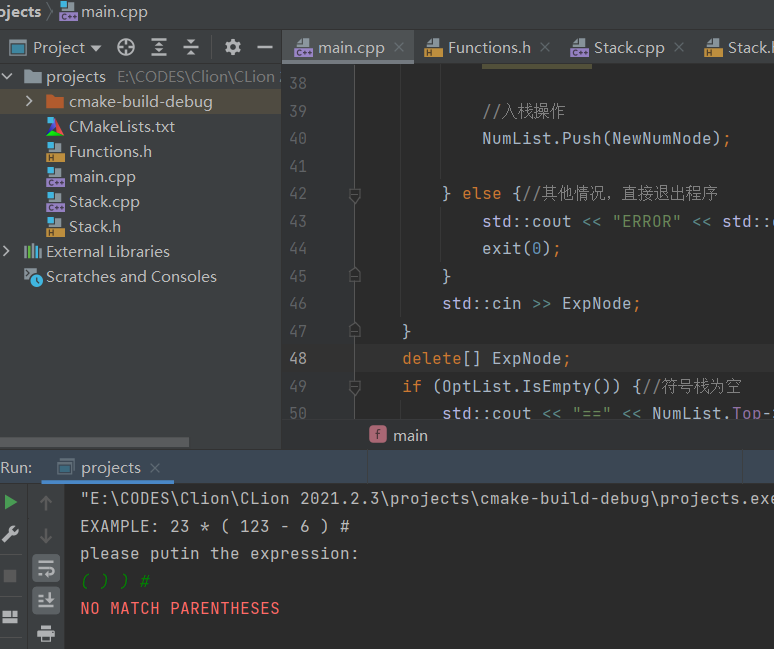 ojects main.cpp
Project
main.cpp
Functions.h
Stack.cpp
Stack.h
projects E:\CODES\Clion\CLion
cmake-build-debug
CMakeLists.txt
Functions.h
main.cpp
Stack.cpp
Stack.h
External Libraries
Scratches and Consoles
38
39 //入栈操作
40 NumList.Push(NewNumNode);
41
42 } else {//其他情况，直接退出程序
43 std::cout << "ERROR" << std::
44 exit(0);
45 }
46 std::cin >> ExpNode;
47 }
48 delete[] ExpNode;
49 if (OptList.IsEmpty()) {//符号栈为空
50 std::cout << "==" << NumList.Top-
f main
Run: projects
"E:\CODES\Clion\CLion 2021.2.3\projects\cmake-build-debug\projects.exe
EXAMPLE: 23 * ( 123 - 6 ) #
please putin the expression:
( ) ) #
NO MATCH PARENTHESES